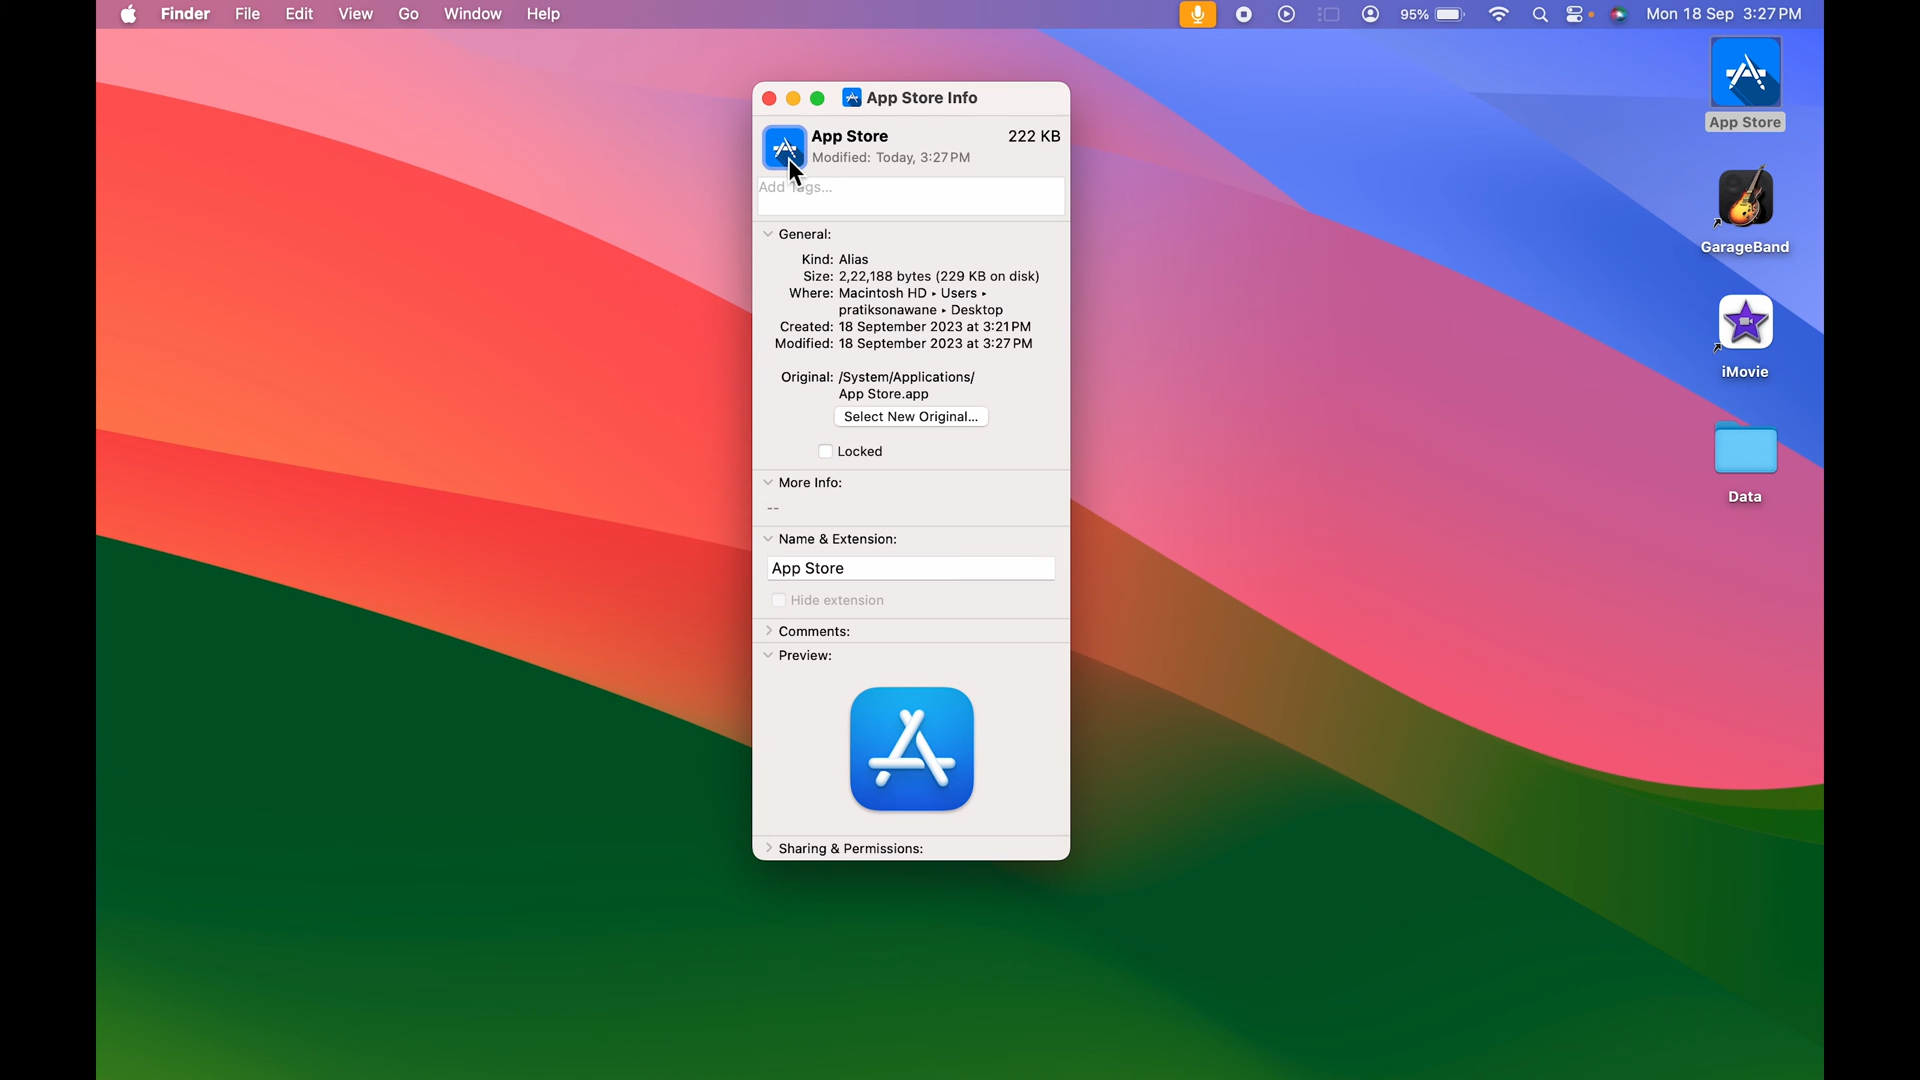 Finder File Edit View Go Window Help 95% Mon 18 Sep 3:27 PM
App Store Info
App Store 222 KB
Modified: Today, 3:27 PM
Add Tags...
General:
Kind: Alias
Size: 2,22,188 bytes (229 KB on disk)
Where: Macintosh HD ▸ Users ▸
pratiksonawane ▸ Desktop
Created: 18 September 2023 at 3:21 PM
Modified: 18 September 2023 at 3:27 PM
Original: /System/Applications/
App Store.app
Select New Original...
Locked
More Info:
--
Name & Extension:
App Store
Hide extension
Comments:
Preview:
Sharing & Permissions:
App Store
GarageBand
iMovie
Data